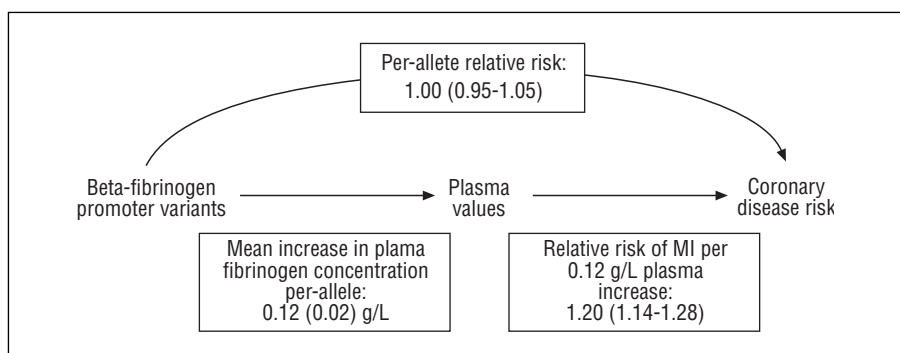 Per-allete relative risk:
1.00 (0.95-1.05)
Beta-fibrinogen
promoter variants
Plasma
values
Coronary
disease risk
Mean increase in plama
fibrinogen concentration
per-allele:
0.12 (0.02) g/L
Relative risk of MI per
0.12 g/L plasma
increase:
1.20 (1.14-1.28)